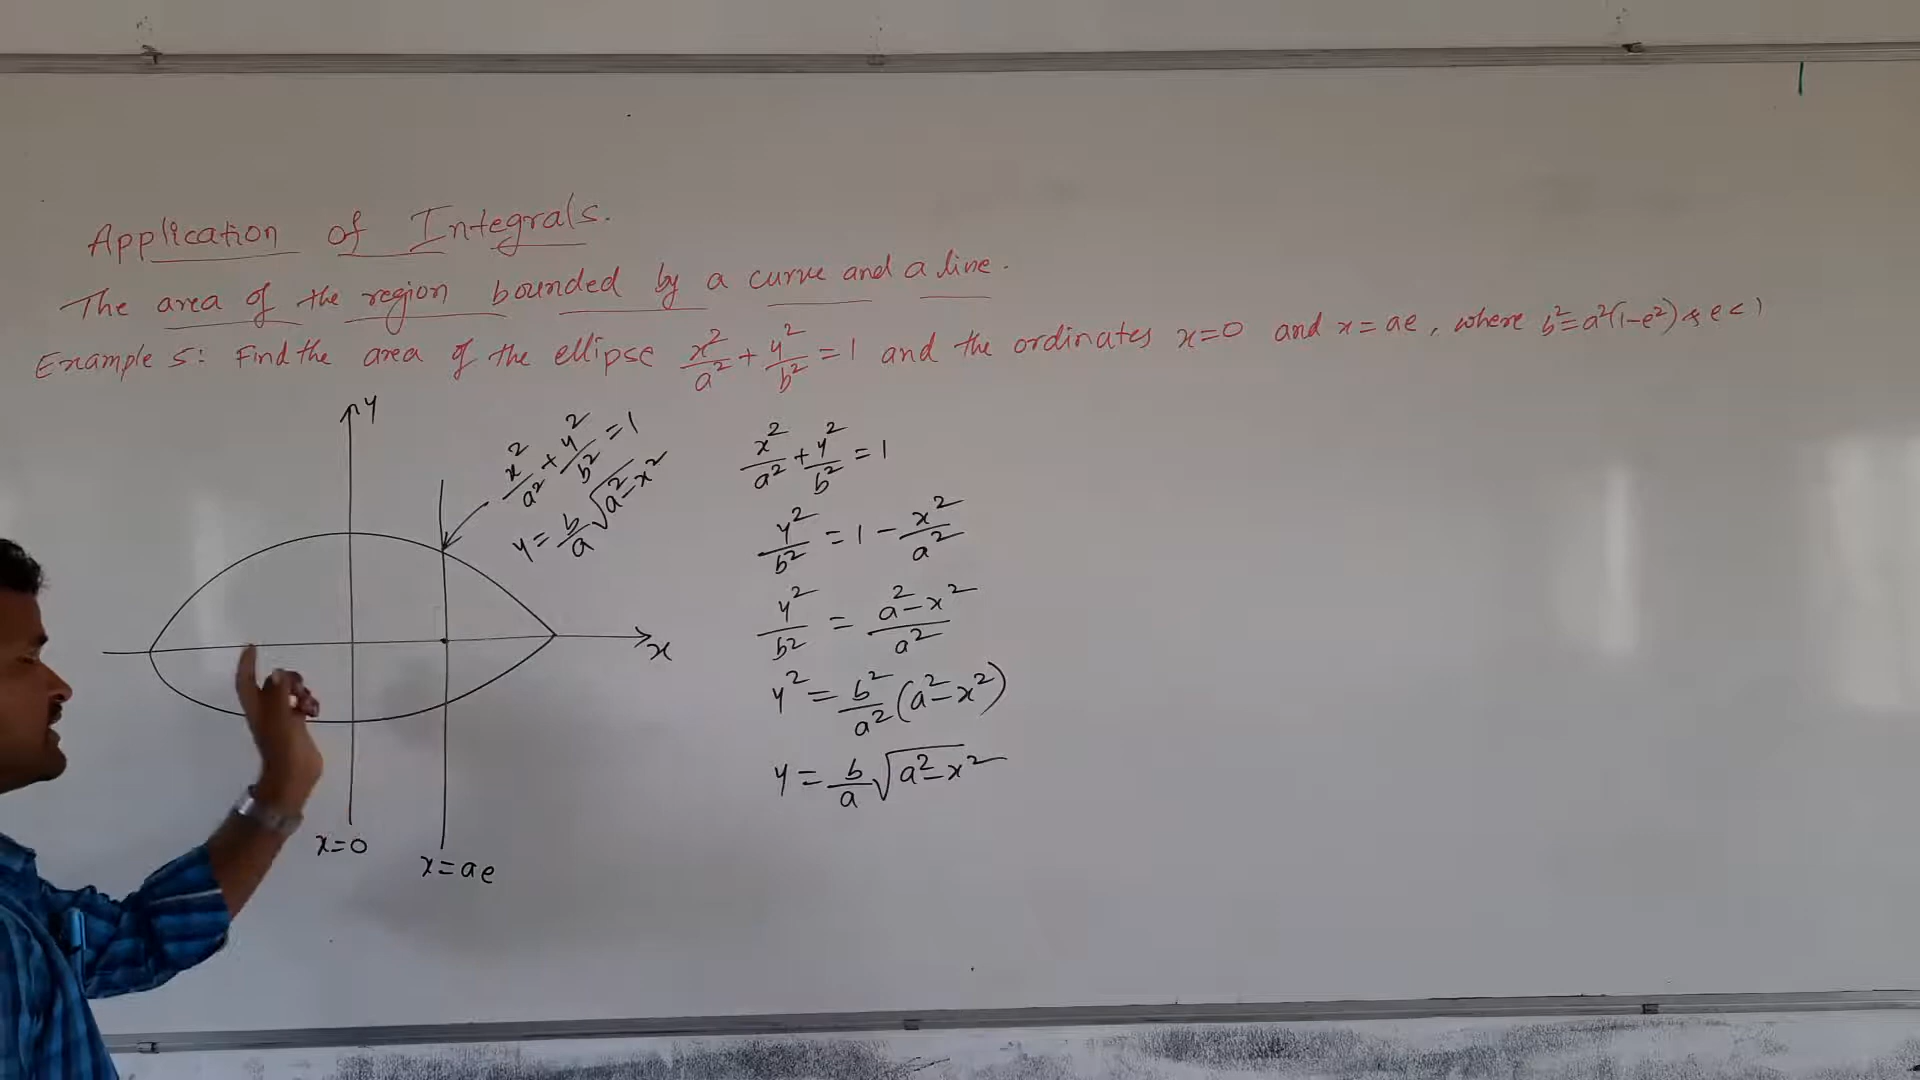 Application of Integrals.
The area of the region bounded by a curve and a line.
Example 5: Find the area of the ellipse x²/a² + y²/b² = 1 and the ordinates x=0 and x=ae, where b²=a²(1-e²) & e<1
y
x²/a² + y²/b² = 1
y = b/a √(a²-x²)
x
x=0
x=ae
x²/a² + y²/b² = 1
y²/b² = 1 - x²/a²
y²/b² = (a²-x²)/a²
y² = b²/a² (a²-x²)
y = b/a √(a²-x²)